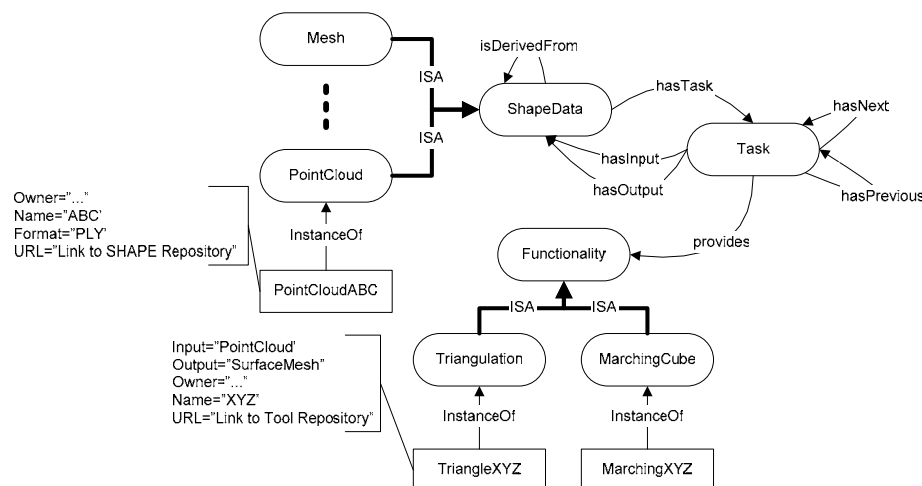 Mesh
ISA
isDerivedFrom
ShapeData
hasTask
hasNext
ISA
hasInput
Task
hasOutput
PointCloud
hasPrevious
Owner="..."
Name="ABC'
Format="PLY'
URL="Link to SHAPE Repository"
InstanceOf
provides
Functionality
PointCloudABC
ISA
ISA
Input="PointCloud'
Output="SurfaceMesh"
Owner="..."
Name="XYZ"
URL="Link to Tool Repository"
Triangulation
MarchingCube
InstanceOf
InstanceOf
TriangleXYZ
MarchingXYZ